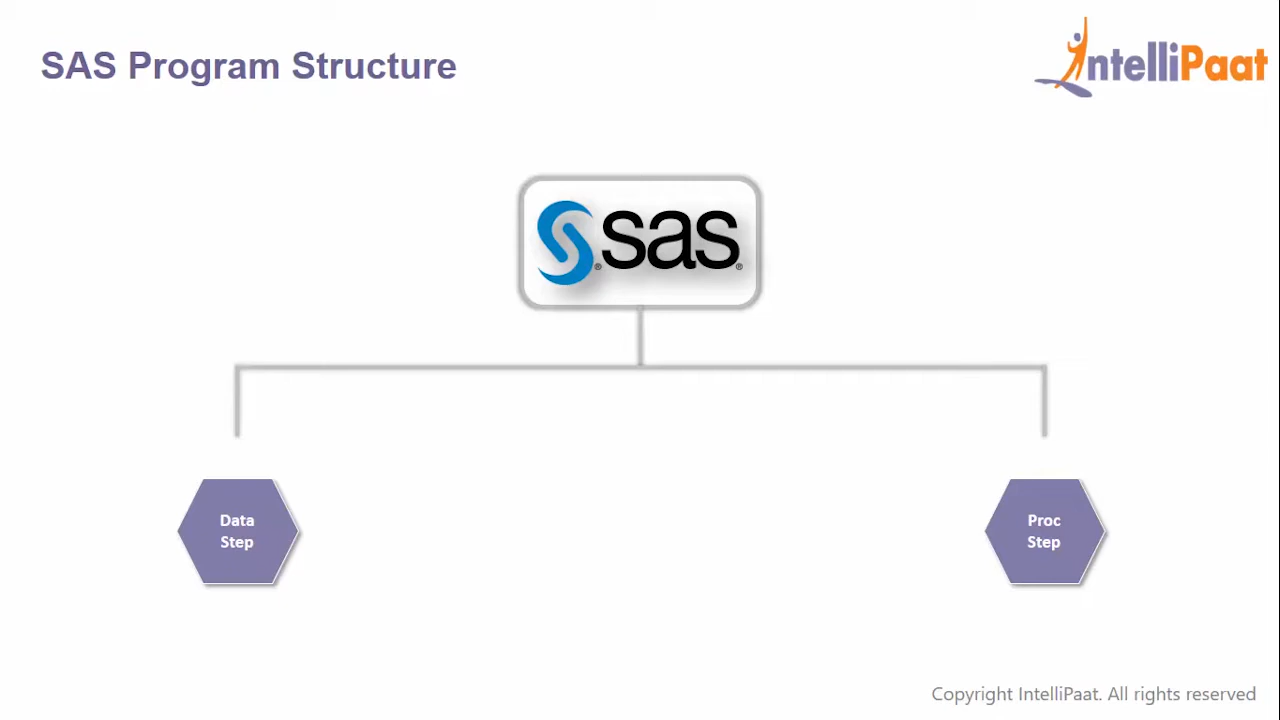 SAS Program Structure
IntelliPaat
sas
Data
Step
Proc
Step
Copyright IntelliPaat. All rights reserved